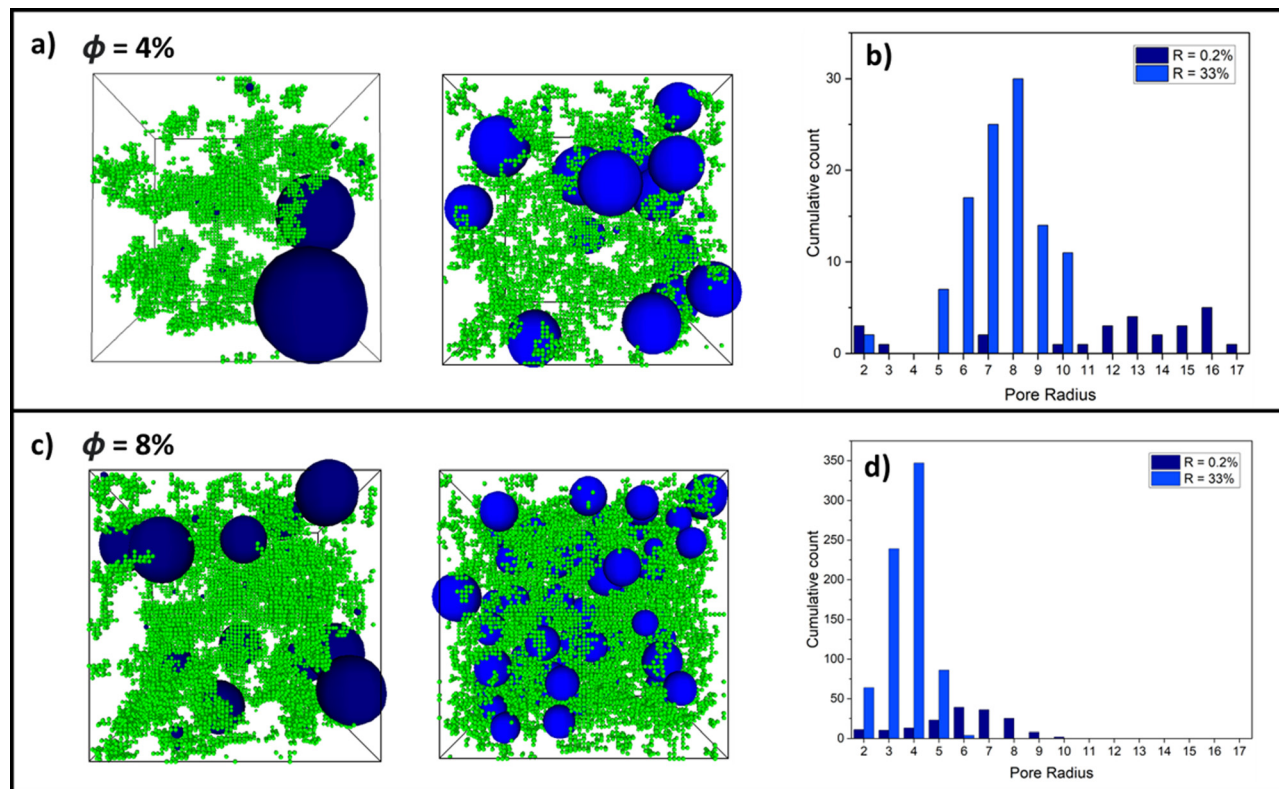 a) ϕ = 4%
b)
R = 0.2%
R = 33%
30
20
10
0
Cumulative count
2 3 4 5 6 7 8 9 10 11 12 13 14 15 16 17
Pore Radius
c) ϕ = 8%
d)
R = 0.2%
R = 33%
350
300
250
200
150
100
50
0
Cumulative count
2 3 4 5 6 7 8 9 10 11 12 13 14 15 16 17
Pore Radius